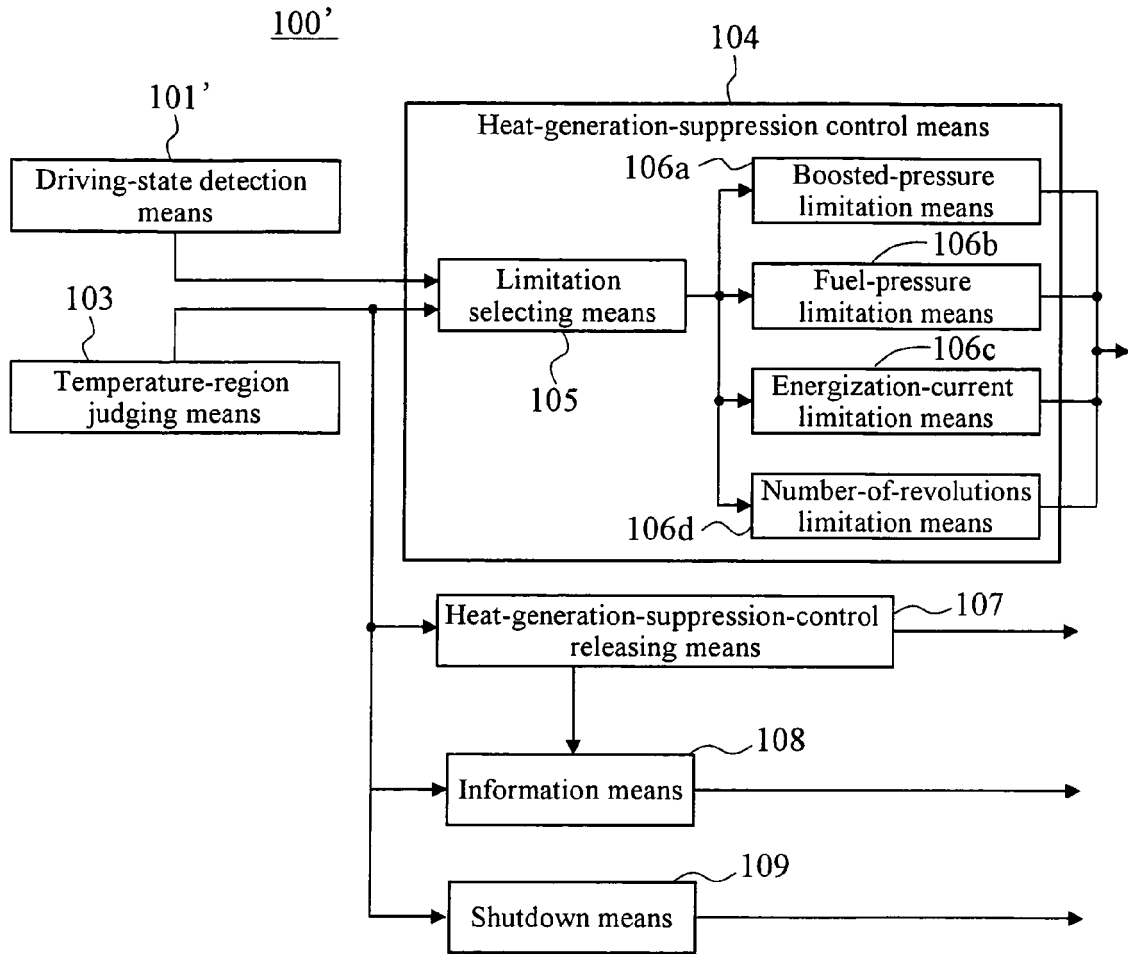 100’
104
101’
Heat-generation-suppression control means
Driving-state detection
means
106a
Boosted-pressure
limitation means
106b
Limitation
selecting means
Fuel-pressure
limitation means
103
105
106c
Temperature-region
judging means
Energization-current
limitation means
Number-of-revolutions
limitation means
106d
Heat-generation-suppression-control
releasing means
107
108
Information means
109
Shutdown means